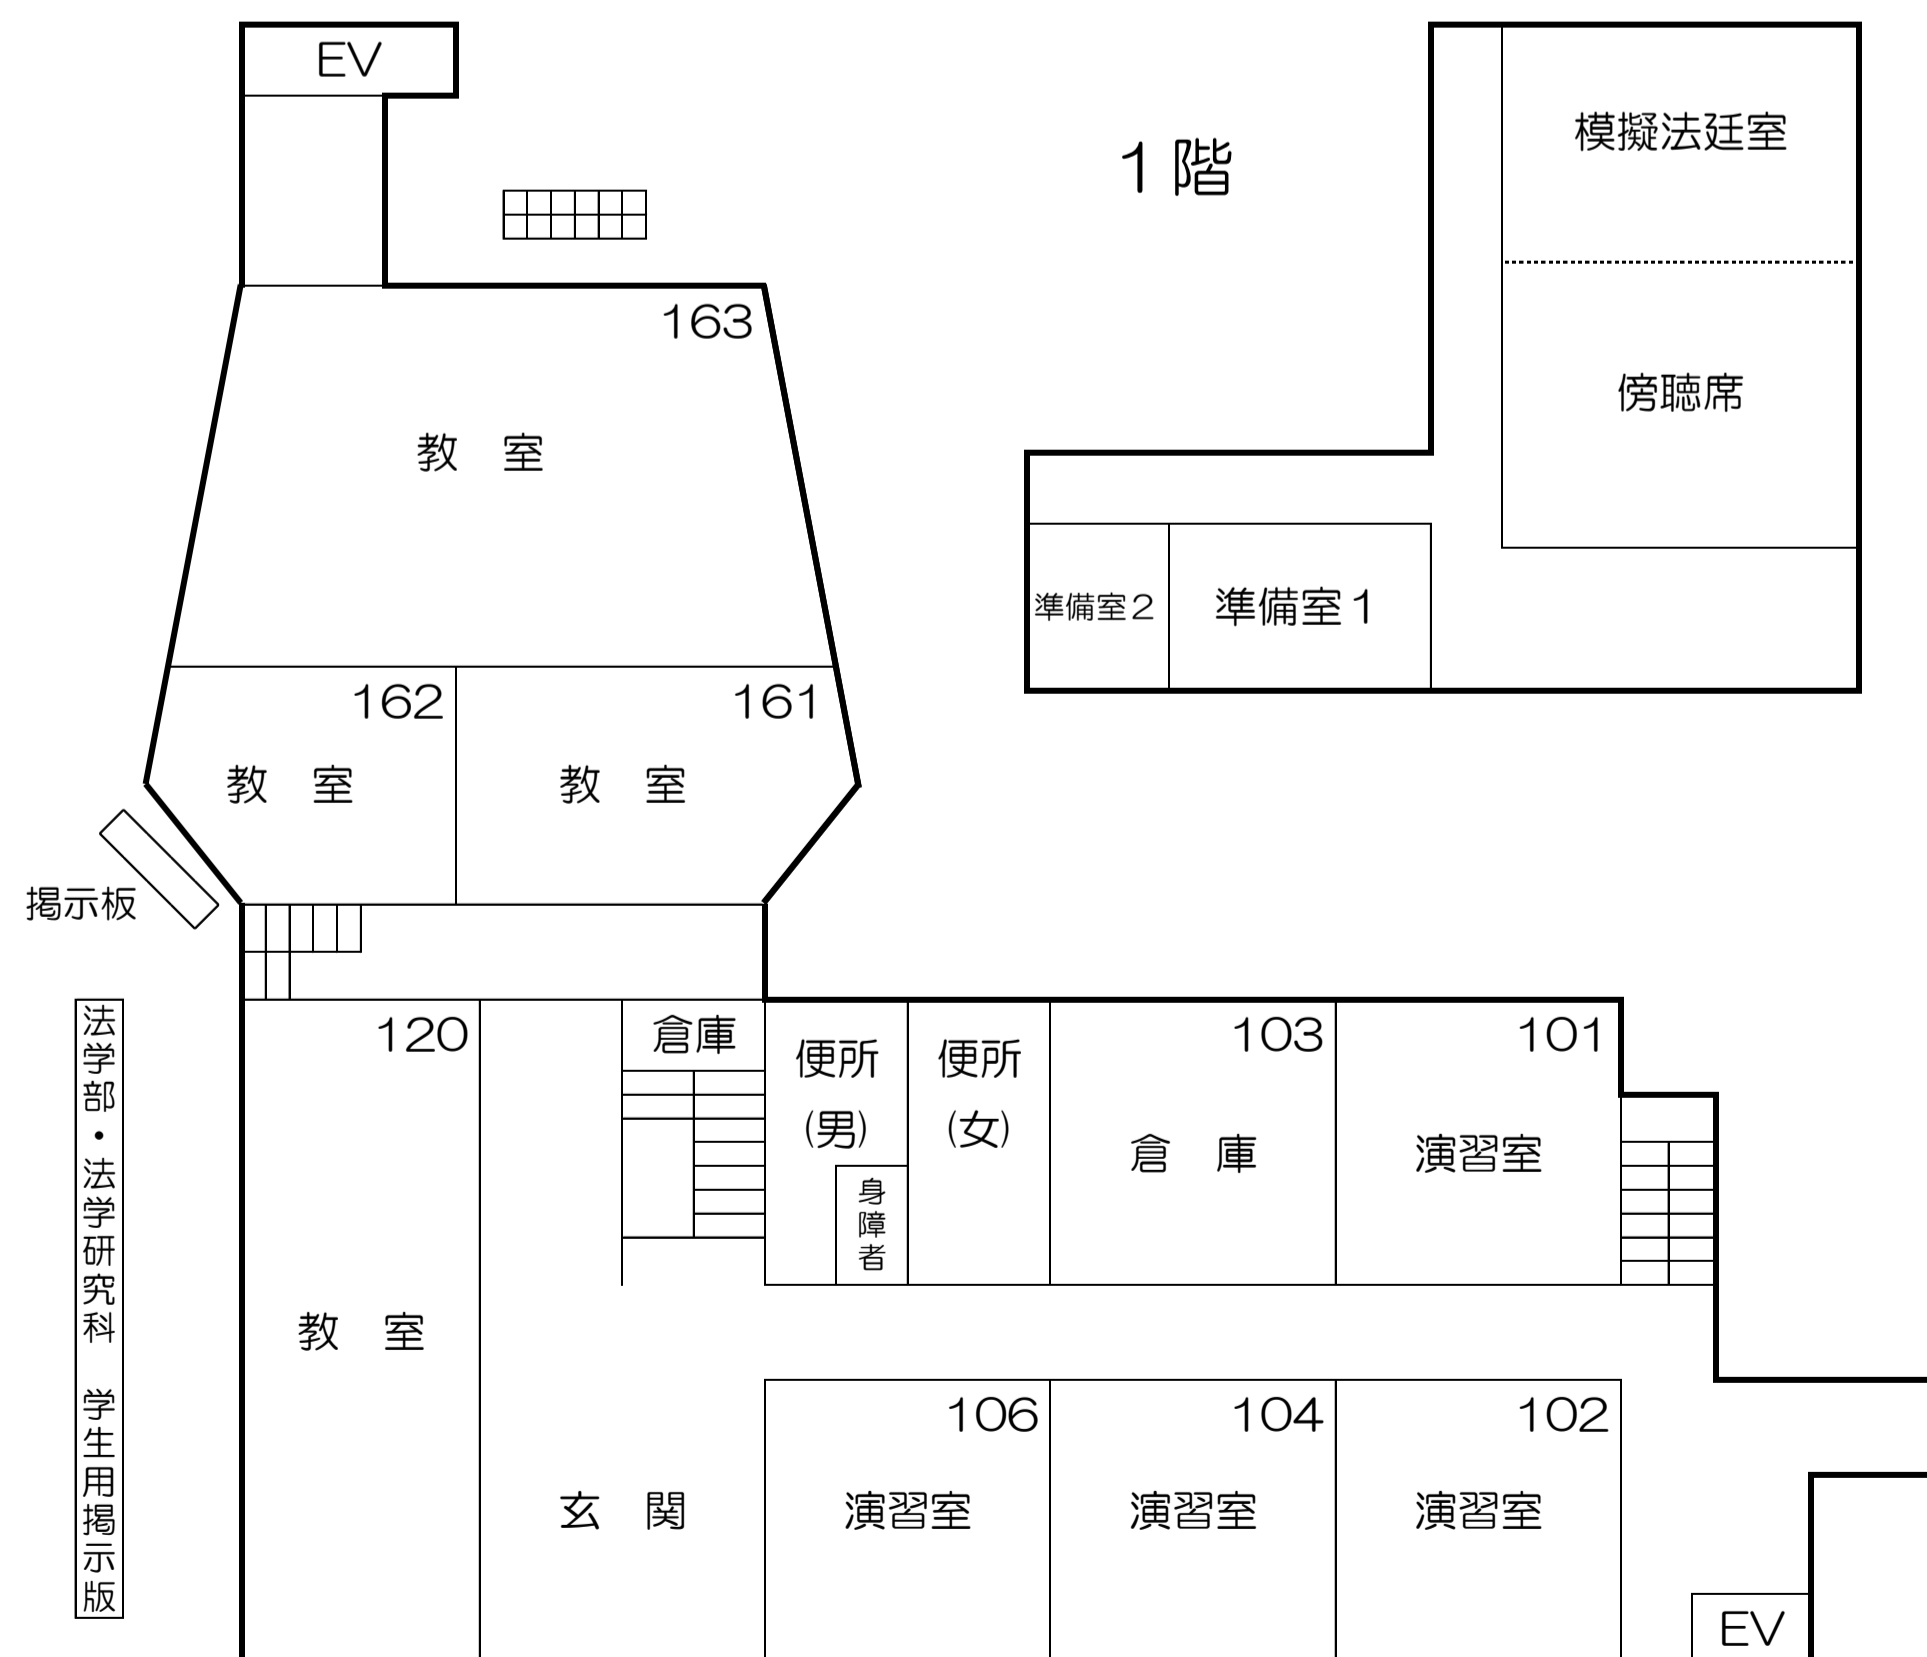 EV
1階
模擬法廷室
163
傍聴席
教　室
準備室2
準備室1
162
161
教　室
教　室
掲示板
法学部・法学研究科　学生用掲示版
120
倉庫
便所
(男)
便所
(女)
103
101
身障者
倉　庫
演習室
教　室
106
104
102
玄　関
演習室
演習室
演習室
EV